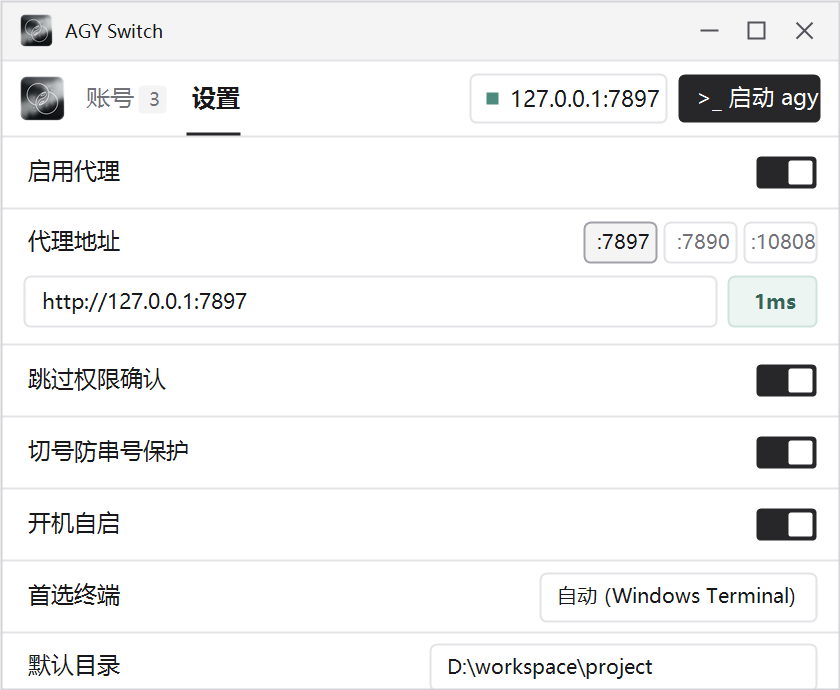 AGY Switch
账号 3 设置 127.0.0.1:7897 >_ 启动 agy
启用代理
代理地址 :7897 :7890 :10808
http://127.0.0.1:7897 1ms
跳过权限确认
切号防串号保护
开机自启
首选终端 自动 (Windows Terminal)
默认目录 D:\workspace\project